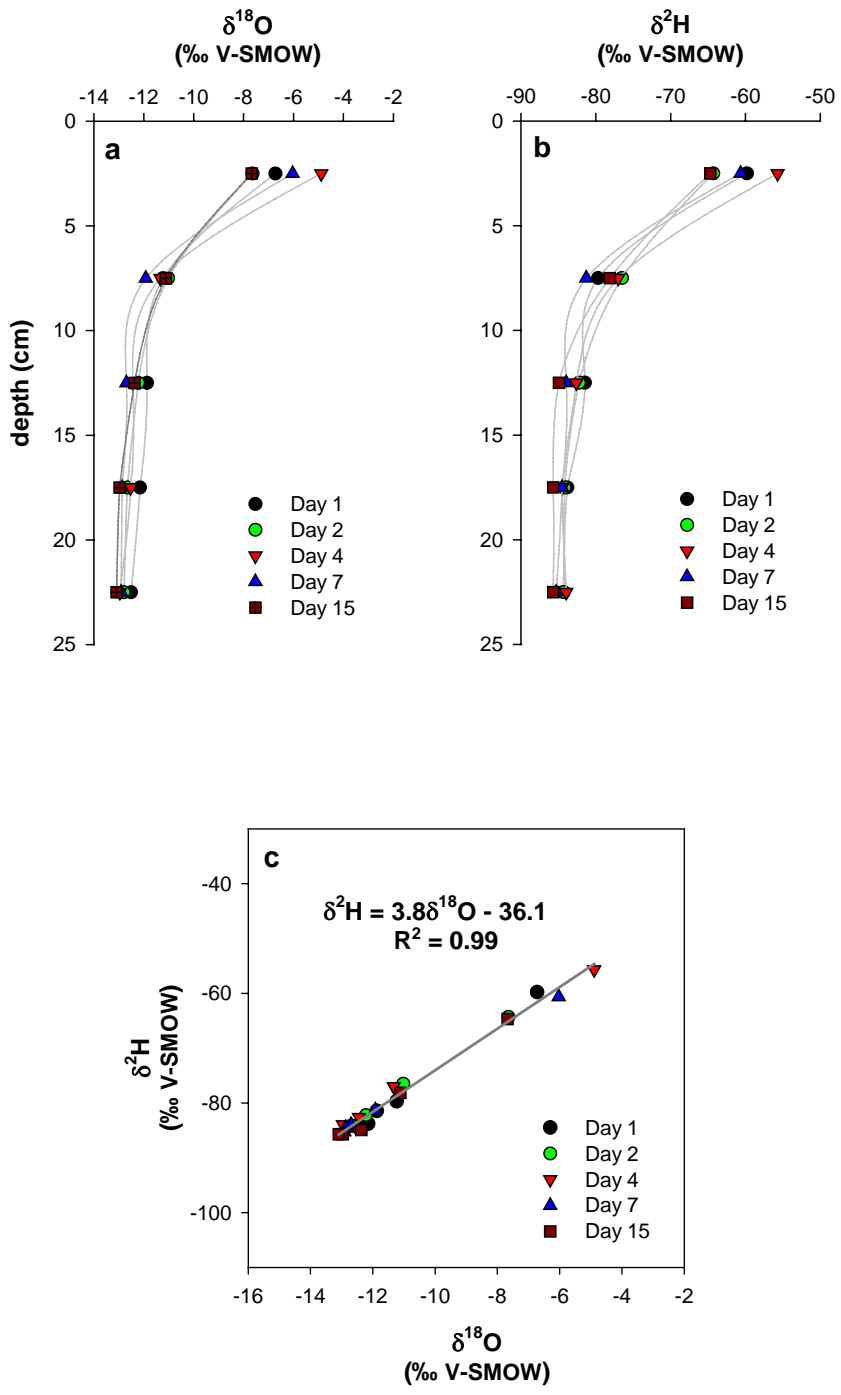 δ¹⁸O
(‰ V-SMOW)
-14 -12 -10 -8 -6 -4 -2
a
depth (cm)
0
5
10
15
20
25
Day 1
Day 2
Day 4
Day 7
Day 15
δ²H
(‰ V-SMOW)
-90 -80 -70 -60 -50
b
0
5
10
15
20
25
Day 1
Day 2
Day 4
Day 7
Day 15
c
δ²H = 3.8δ¹⁸O - 36.1
R² = 0.99
δ²H
(‰ V-SMOW)
-40
-60
-80
-100
Day 1
Day 2
Day 4
Day 7
Day 15
-16 -14 -12 -10 -8 -6 -4 -2
δ¹⁸O
(‰ V-SMOW)